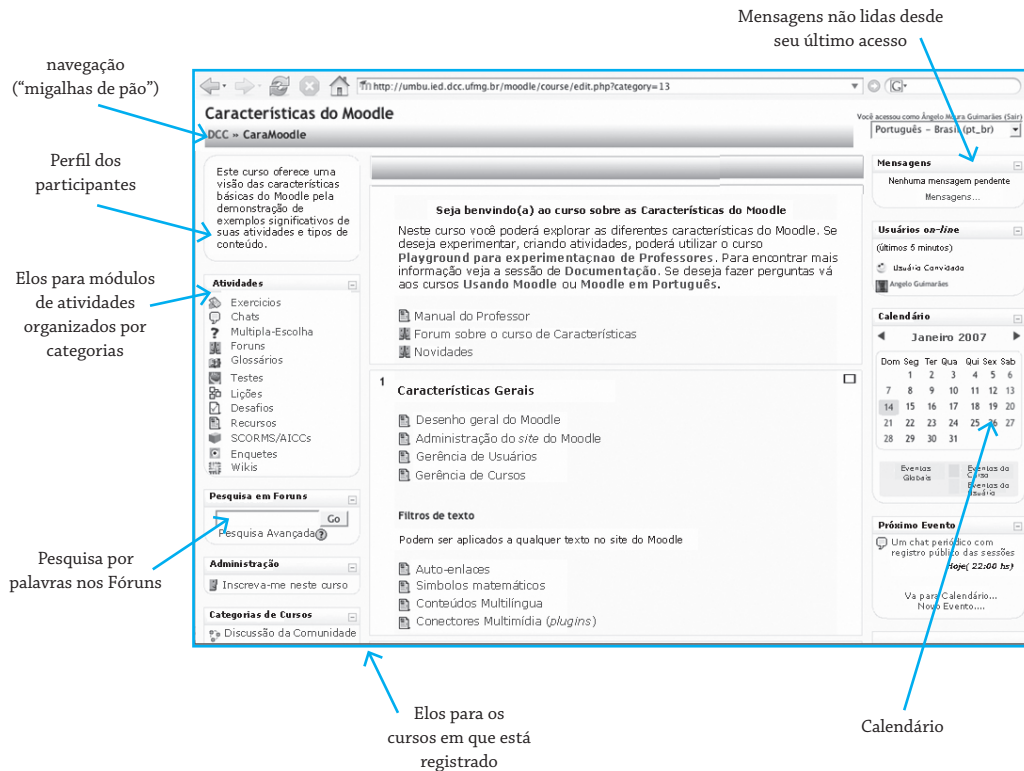 Mensagens não lidas desde
seu último acesso
navegação
(“migalhas de pão”)
Perfil dos
participantes
Elos para módulos
de atividades
organizados por
categorias
Pesquisa por
palavras nos Fóruns
http://umbu.ied.dcc.ufmg.br/moodle/course/edit.php?category=13
G
Características do Moodle
Você acessou como Ângelo Moura Guimarães (Sair)
DCC » CaraMoodle
Português - Brasil (pt_br)
Este curso oferece uma
visão das características
básicas do Moodle pela
demonstração de
exemplos significativos de
suas atividades e tipos de
conteúdo.
Atividades
Exercicios
Chats
Multipla-Escolha
Foruns
Glossários
Testes
Lições
Desafios
Recursos
SCORMS/AICCs
Enquetes
Wikis
Pesquisa em Foruns
Go
Pesquisa Avançada
Administração
Inscreva-me neste curso
Categorias de Cursos
Discussão da Comunidade
Seja benvindo(a) ao curso sobre as Características do Moodle
Neste curso você poderá explorar as diferentes características do Moodle. Se
deseja experimentar, criando atividades, poderá utilizar o curso
Playground para experimentaçnao de Professores. Para encontrar mais
informação veja a sessão de Documentação. Se deseja fazer perguntas vá
aos cursos Usando Moodle ou Moodle em Português.
Manual do Professor
Forum sobre o curso de Características
Novidades
1
Características Gerais
Desenho geral do Moodle
Administração do site do Moodle
Gerência de Usuários
Gerência de Cursos
Filtros de texto
Podem ser aplicados a qualquer texto no site do Moodle
Auto-enlaces
Simbolos matemáticos
Conteúdos Multilíngua
Conectores Multimídia (plugins)
Mensagens
Nenhuma mensagem pendente
Mensagens...
Usuários on-line
(últimos 5 minutos)
Usuário Convidado
Angelo Guimarães
Calendário
Janeiro 2007
Dom Seg Ter Qua Qui Sex Sab
1 2 3 4 5 6
7 8 9 10 11 12 13
14 15 16 17 18 19 20
21 22 23 24 25 26 27
28 29 30 31
Eventos
Globais
Eventos do
Curso
Eventos do
Usuário
Próximo Evento
Um chat periódico com
registro público das sessões
Hoje( 22:00 hs)
Va para Calendário...
Novo Evento....
Elos para os
cursos em que está
registrado
Calendário